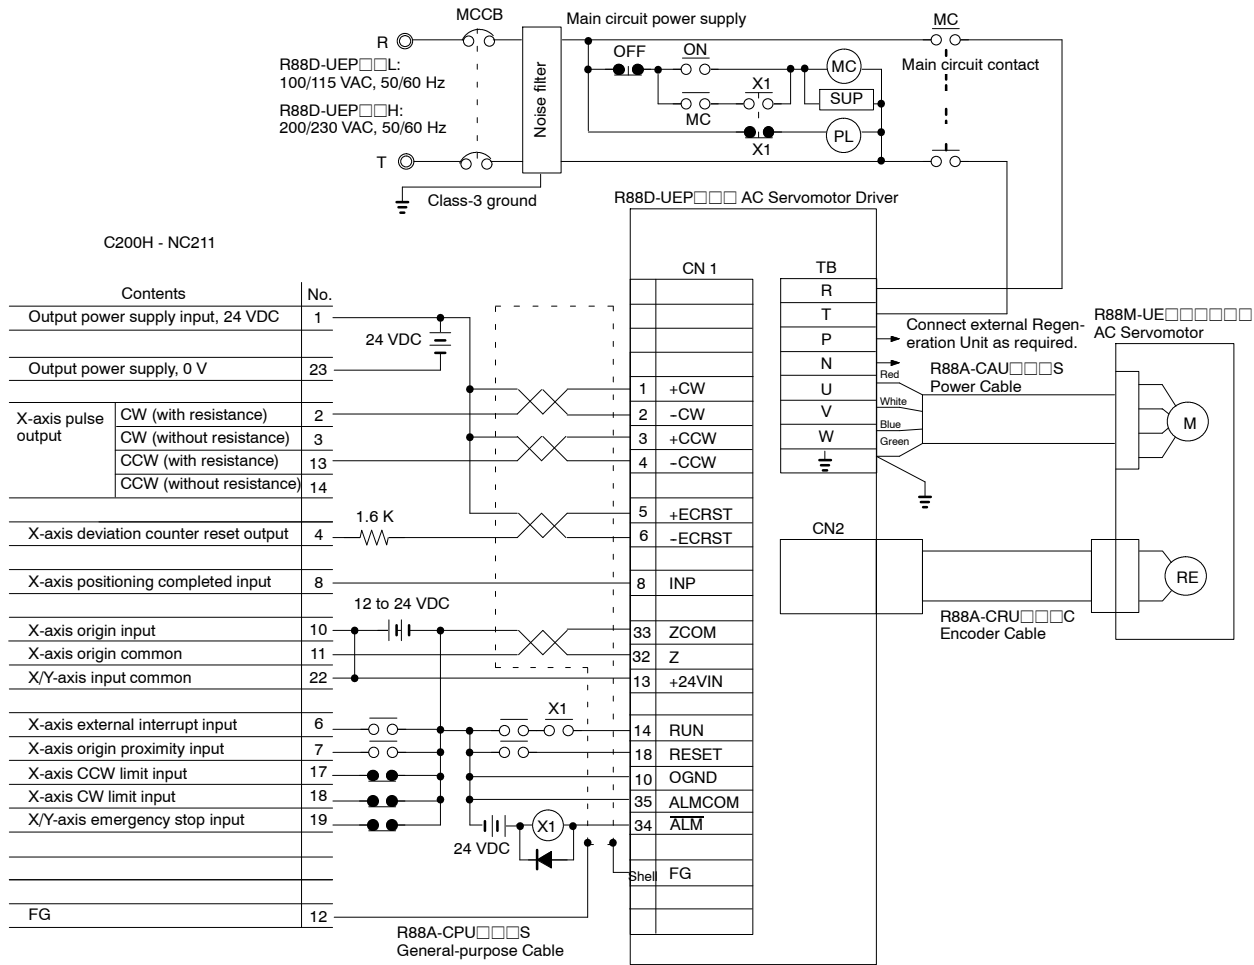 MCCB
Main circuit power supply
MC
R
OFF
ON
MC
Main circuit contact
R88D-UEP□□L:
100/115 VAC, 50/60 Hz
X1
SUP
MC
R88D-UEP□□H:
200/230 VAC, 50/60 Hz
Noise filter
PL
X1
T
Class-3 ground
R88D-UEP□□□ AC Servomotor Driver
C200H - NC211
CN 1
TB
Contents
No.
R
Output power supply input, 24 VDC
1
T
24 VDC
P
Connect external Regen-
eration Unit as required.
R88M-UE□□□□□□
AC Servomotor
Output power supply, 0 V
23
N
Red
R88A-CAU□□□S
Power Cable
1
+CW
U
White
X-axis pulse
output
CW (with resistance)
2
2
-CW
V
Blue
M
CW (without resistance)
3
3
+CCW
W
Green
CCW (with resistance)
13
4
-CCW
CCW (without resistance)
14
1.6 K
5
+ECRST
X-axis deviation counter reset output
4
6
-ECRST
CN2
X-axis positioning completed input
8
8
INP
RE
12 to 24 VDC
R88A-CRU□□□C
Encoder Cable
X-axis origin input
10
33
ZCOM
X-axis origin common
11
32
Z
X/Y-axis input common
22
13
+24VIN
X1
X-axis external interrupt input
6
14
RUN
X-axis origin proximity input
7
18
RESET
X-axis CCW limit input
17
10
OGND
X-axis CW limit input
18
35
ALMCOM
X/Y-axis emergency stop input
19
X1
34
ALM
24 VDC
Shell
FG
FG
12
R88A-CPU□□□S
General-purpose Cable